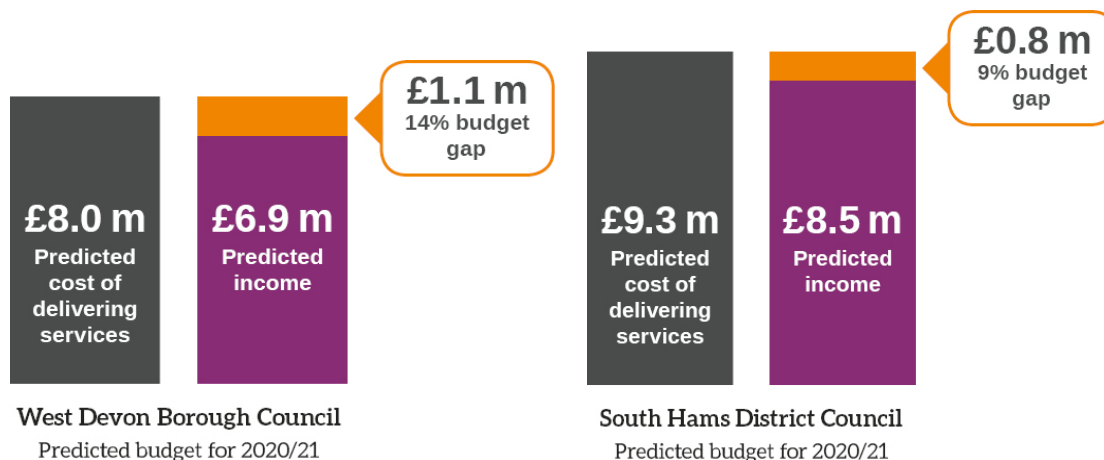 £8.0 m
Predicted
cost of
delivering
services
£6.9 m
Predicted
income
£1.1 m
14% budget
gap
West Devon Borough Council
Predicted budget for 2020/21
£9.3 m
Predicted
cost of
delivering
services
£8.5 m
Predicted
income
£0.8 m
9% budget
gap
South Hams District Council
Predicted budget for 2020/21